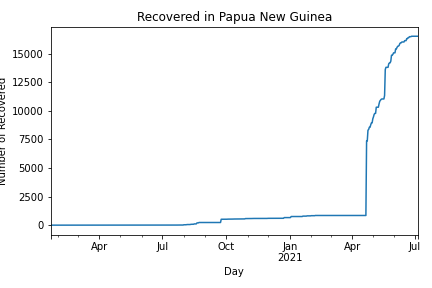 Recovered in Papua New Guinea
Number of Recovered
15000
12500
10000
7500
5000
2500
0
Apr Jul Oct Jan Apr Jul
2021
Day